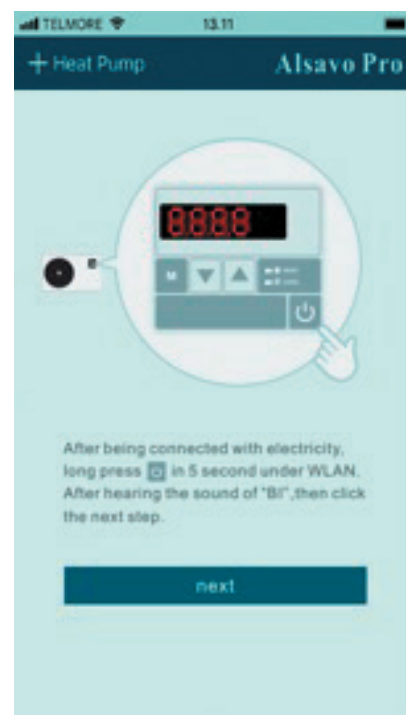 TELMORE 13.11
+ Heat Pump Alsavo Pro
8888
M
After being connected with electricity,
long press in 5 second under WLAN.
After hearing the sound of "BI",then click
the next step.
next